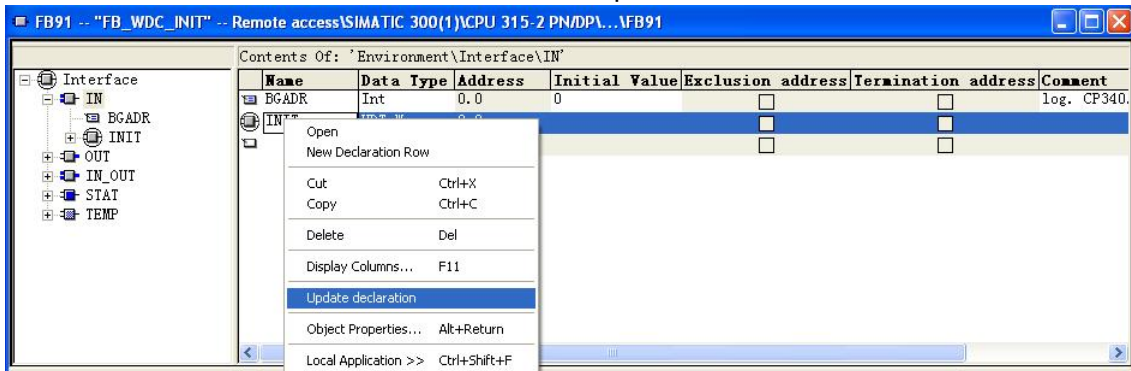 FB91 -- "FB_WDC_INIT" -- Remote access\SIMATIC 300(1)\CPU 315-2 PN/DP\...\FB91
Contents Of: 'Environment\Interface\IN'
Interface
IN
BGADR
INIT
OUT
IN_OUT
STAT
TEMP
Name Data Type Address Initial Value Exclusion address Termination address Comment
BGADR Int 0.0 0 log. CP340.
Open
New Declaration Row
Cut Ctrl+X
Copy Ctrl+C
Delete Del
Display Columns... F11
Update declaration
Object Properties... Alt+Return
Local Application >> Ctrl+Shift+F